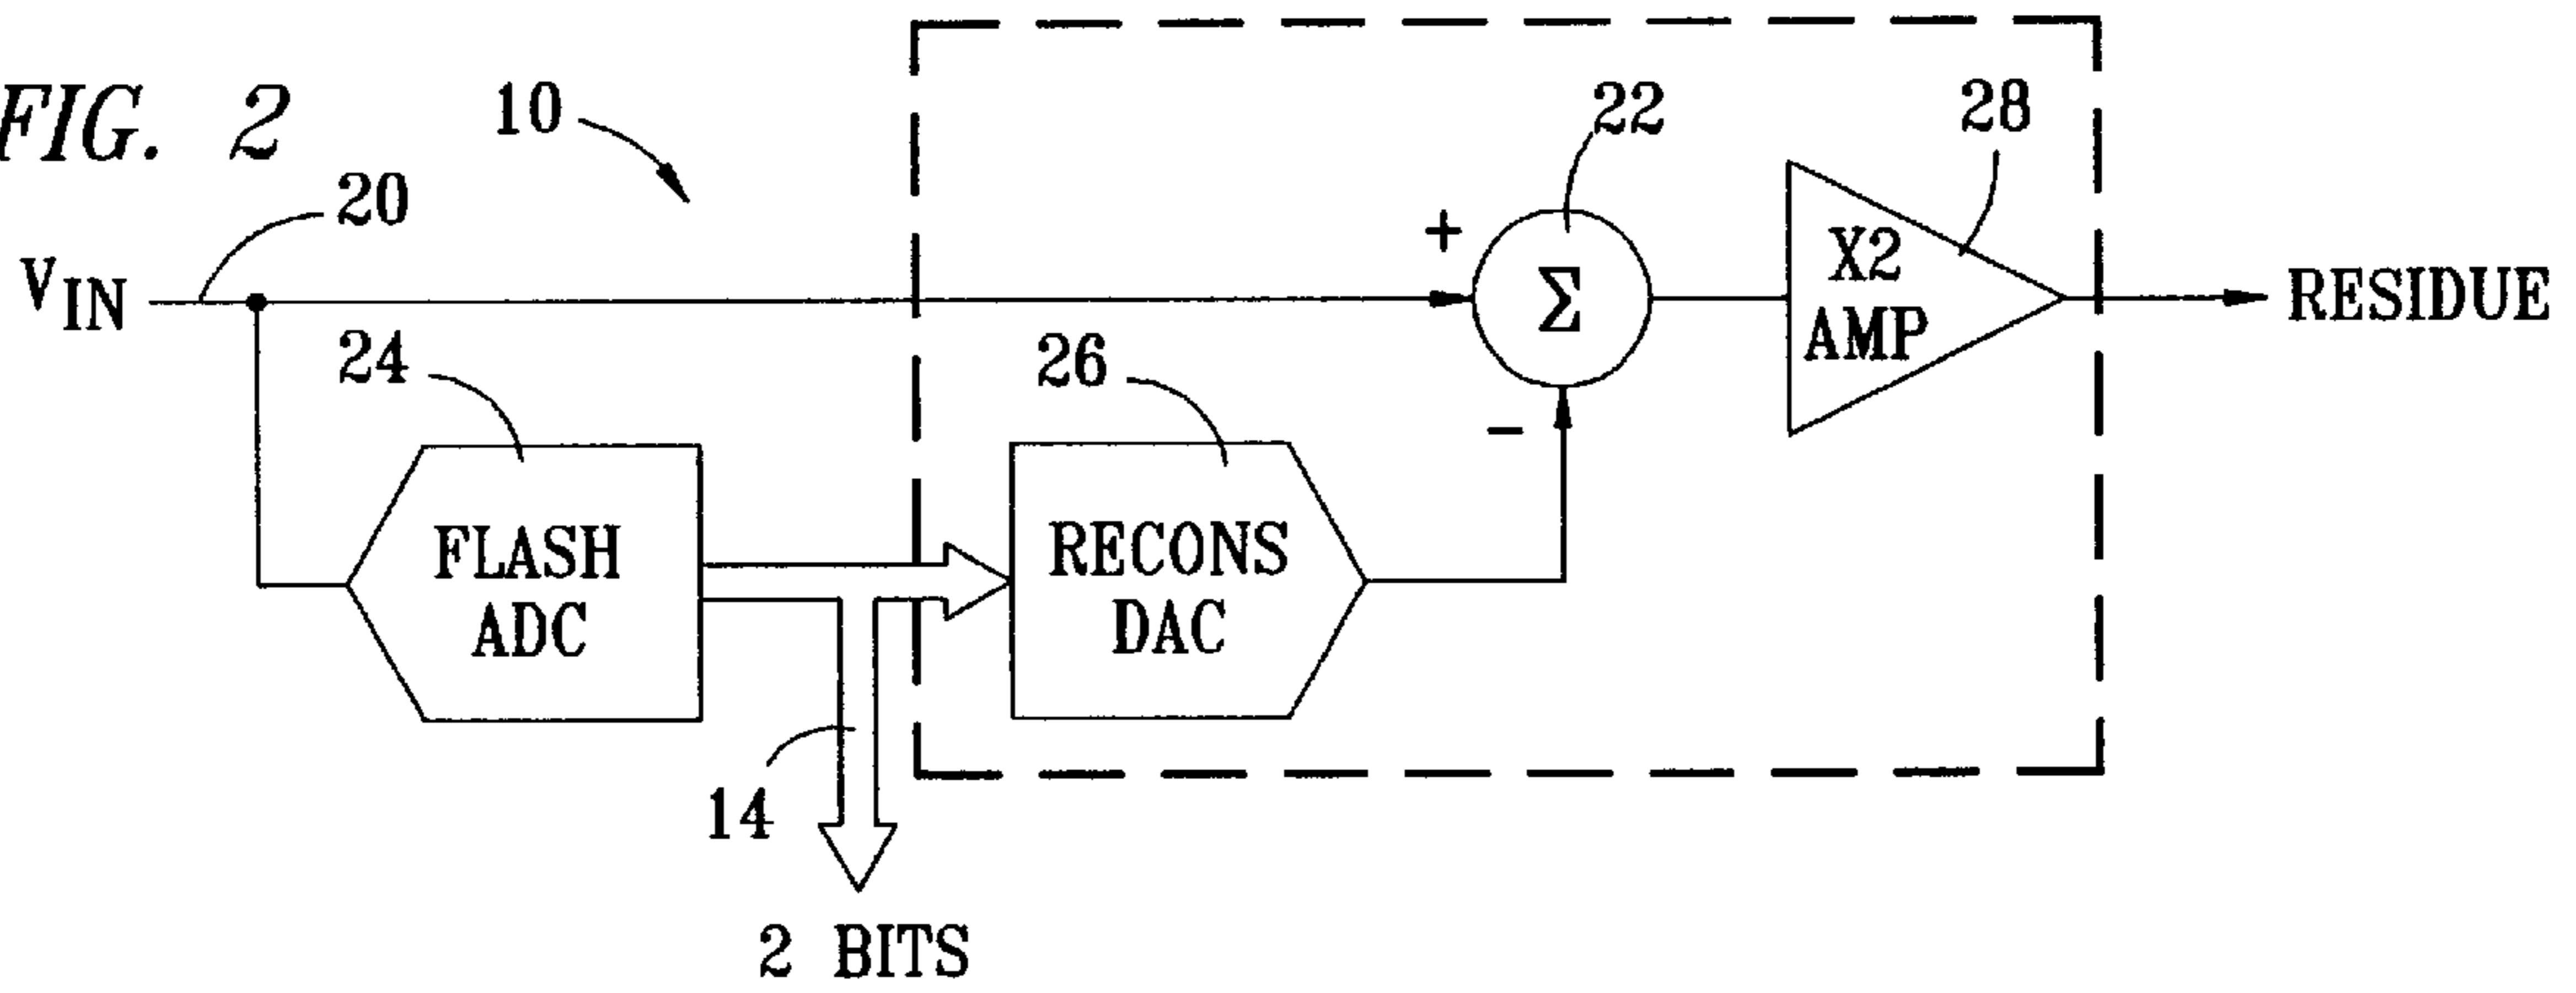 FIG. 2
10
22
28
20
+
X2
AMP
V IN
Σ
RESIDUE
24
26
-
FLASH
ADC
RECONS
DAC
14
2 BITS